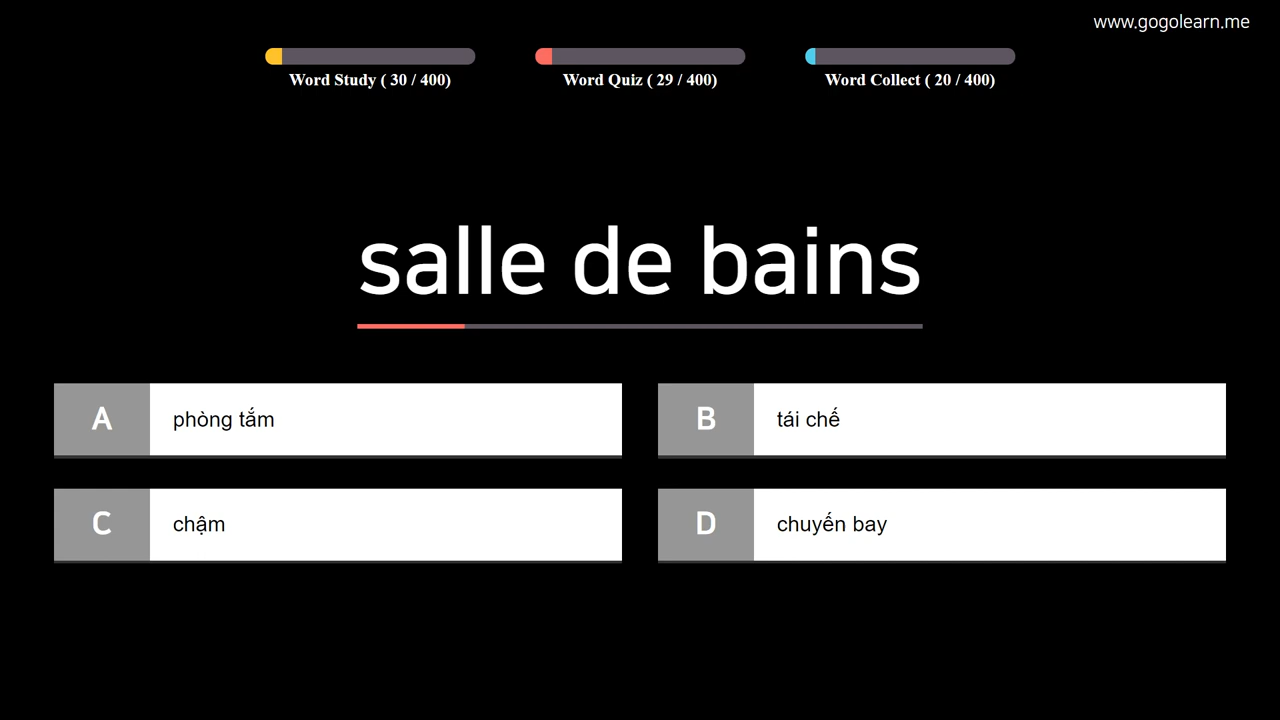 www.gogolearn.me
Word Study ( 30 / 400)
Word Quiz ( 29 / 400)
Word Collect ( 20 / 400)
salle de bains
A phòng tắm
B tái chế
C chậm
D chuyến bay